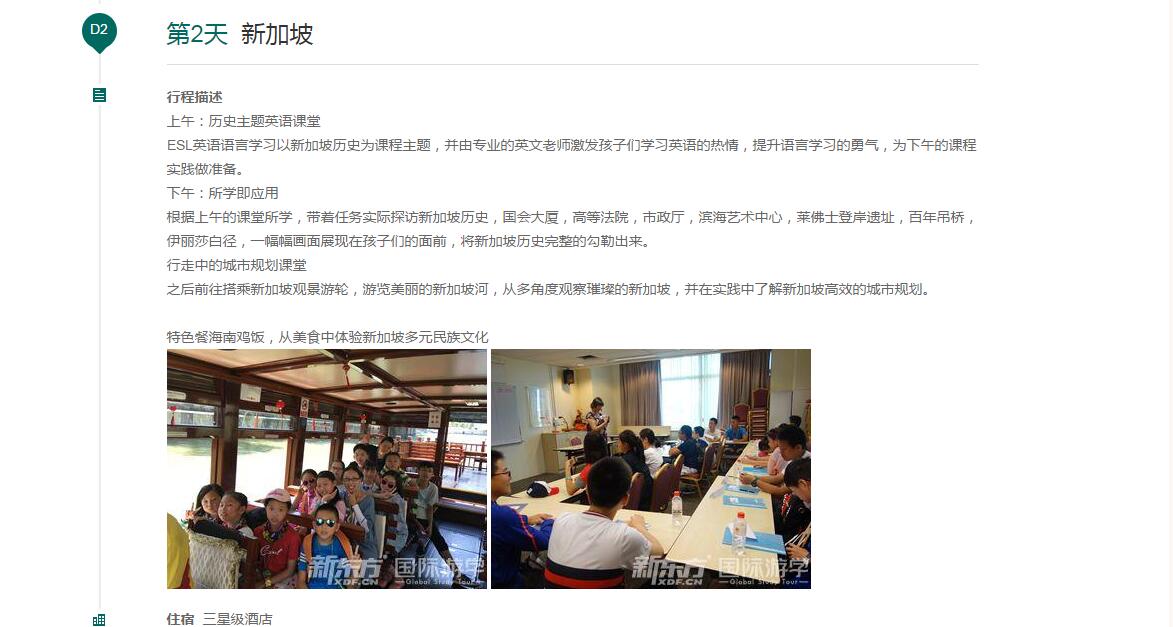 D2
第2天 新加坡
行程描述
上午：历史主题英语课堂
ESL英语语言学习以新加坡历史为课程主题，并由专业的英文老师激发孩子们学习英语的热情，提升语言学习的勇气，为下午的课程
实践做准备。
下午：所学即应用
根据上午的课堂所学，带着任务实际探访新加坡历史，国会大厦，高等法院，市政厅，滨海艺术中心，莱佛士登岸遗址，百年吊桥，
伊丽莎白径，一幅幅画面展现在孩子们的面前，将新加坡历史完整的勾勒出来。
行走中的城市规划课堂
之后前往搭乘新加坡观景游轮，游览美丽的新加坡河，从多角度观察璀璨的新加坡，并在实践中了解新加坡高效的城市规划。
特色餐海南鸡饭，从美食中体验新加坡多元民族文化
新东方 国际游学
XDF.CN —Global Study Tour—
新东方 国际游学
XDF.CN —Global Study Tour—
住宿 三星级酒店